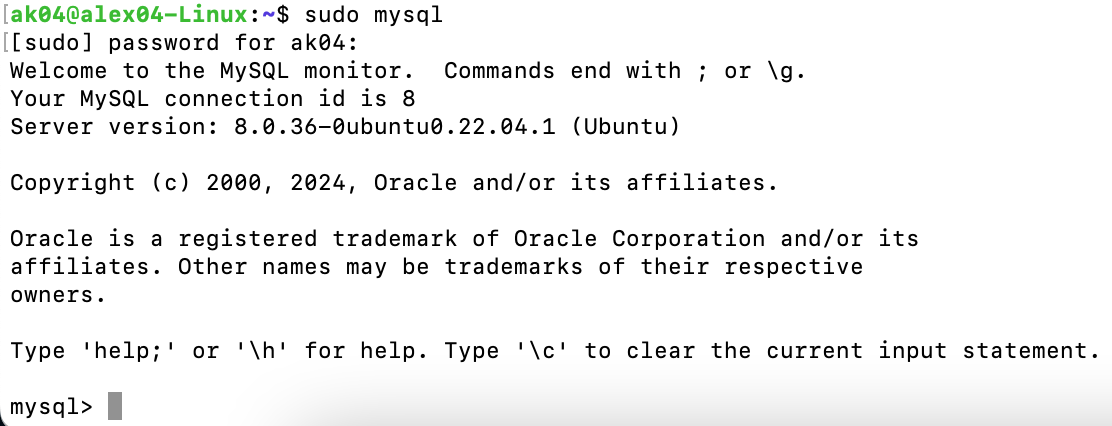 [ak04@alex04-Linux:~$ sudo mysql
[[sudo] password for ak04:
Welcome to the MySQL monitor.  Commands end with ; or \g.
Your MySQL connection id is 8
Server version: 8.0.36-0ubuntu0.22.04.1 (Ubuntu)

Copyright (c) 2000, 2024, Oracle and/or its affiliates.

Oracle is a registered trademark of Oracle Corporation and/or its
affiliates. Other names may be trademarks of their respective
owners.

Type 'help;' or '\h' for help. Type '\c' to clear the current input statement.

mysql>